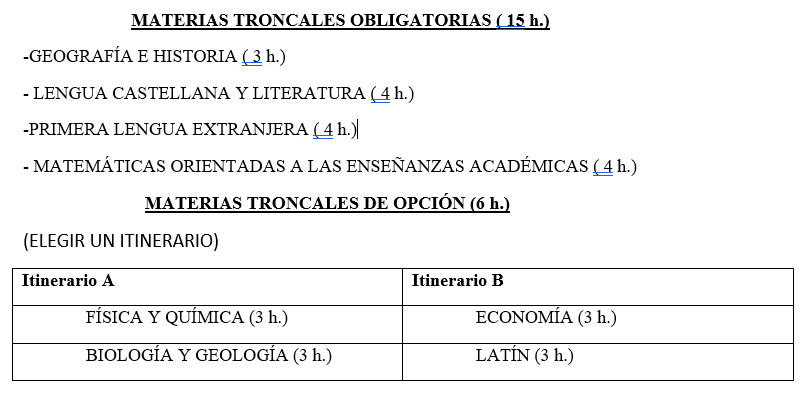 MATERIAS TRONCALES OBLIGATORIAS ( 15 h.)
-GEOGRAFÍA E HISTORIA ( 3 h.)
- LENGUA CASTELLANA Y LITERATURA ( 4 h.)
-PRIMERA LENGUA EXTRANJERA ( 4 h.)
- MATEMÁTICAS ORIENTADAS A LAS ENSEÑANZAS ACADÉMICAS ( 4 h.)
MATERIAS TRONCALES DE OPCIÓN (6 h.)
(ELEGIR UN ITINERARIO)
Itinerario A Itinerario B
FÍSICA Y QUÍMICA (3 h.) ECONOMÍA (3 h.)
BIOLOGÍA Y GEOLOGÍA (3 h.) LATÍN (3 h.)